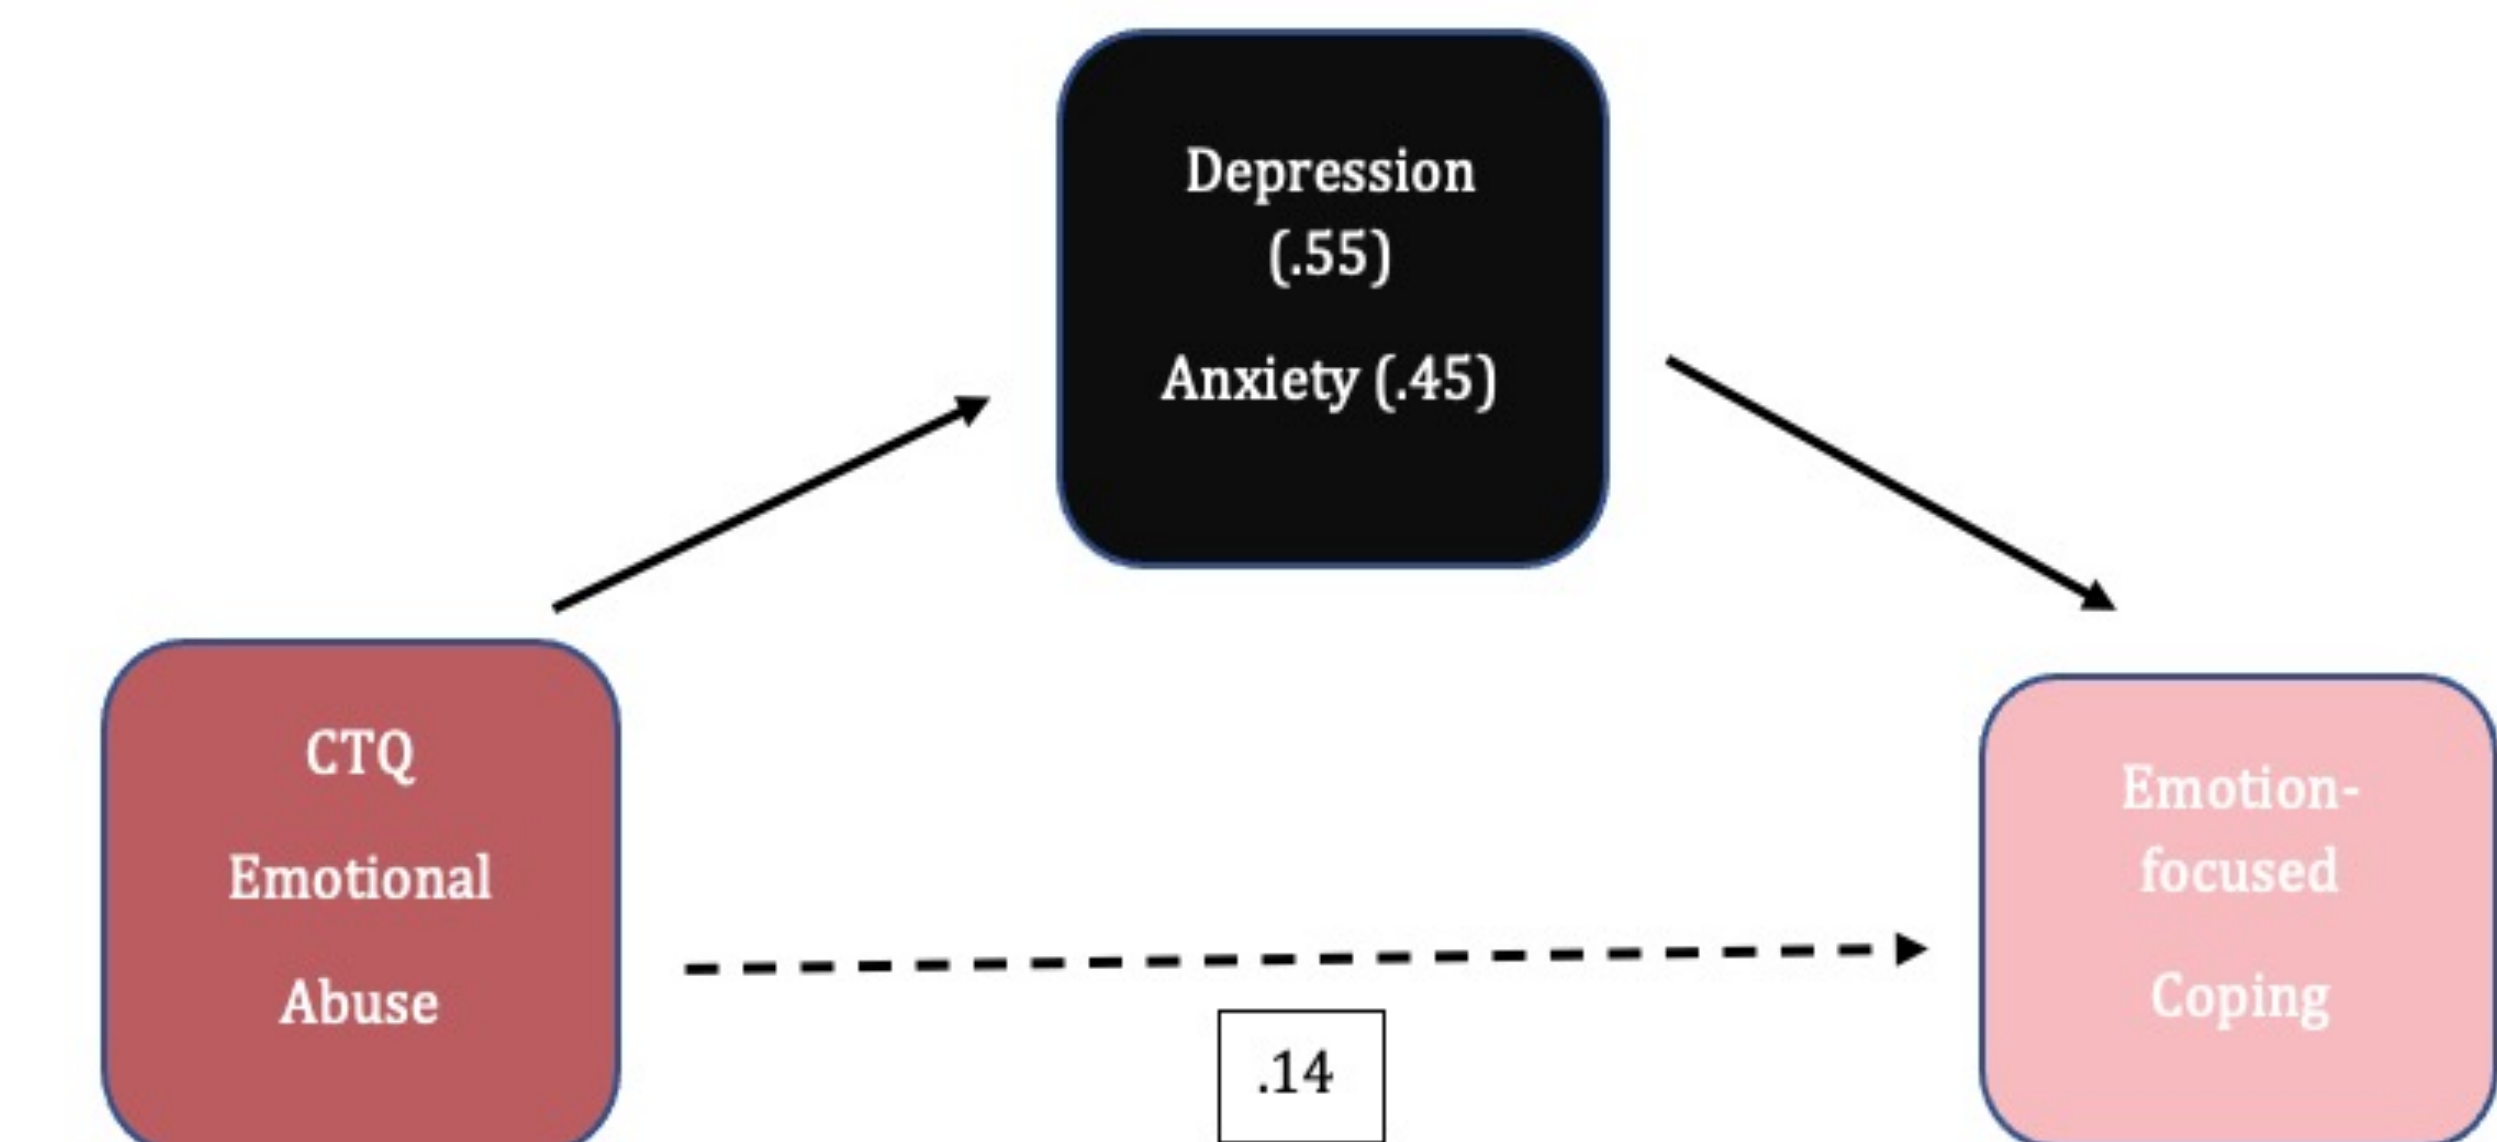 Depression
(.55)
Anxiety (.45)
CTQ
Emotional
Abuse
Emotion-
focused
Coping
.14